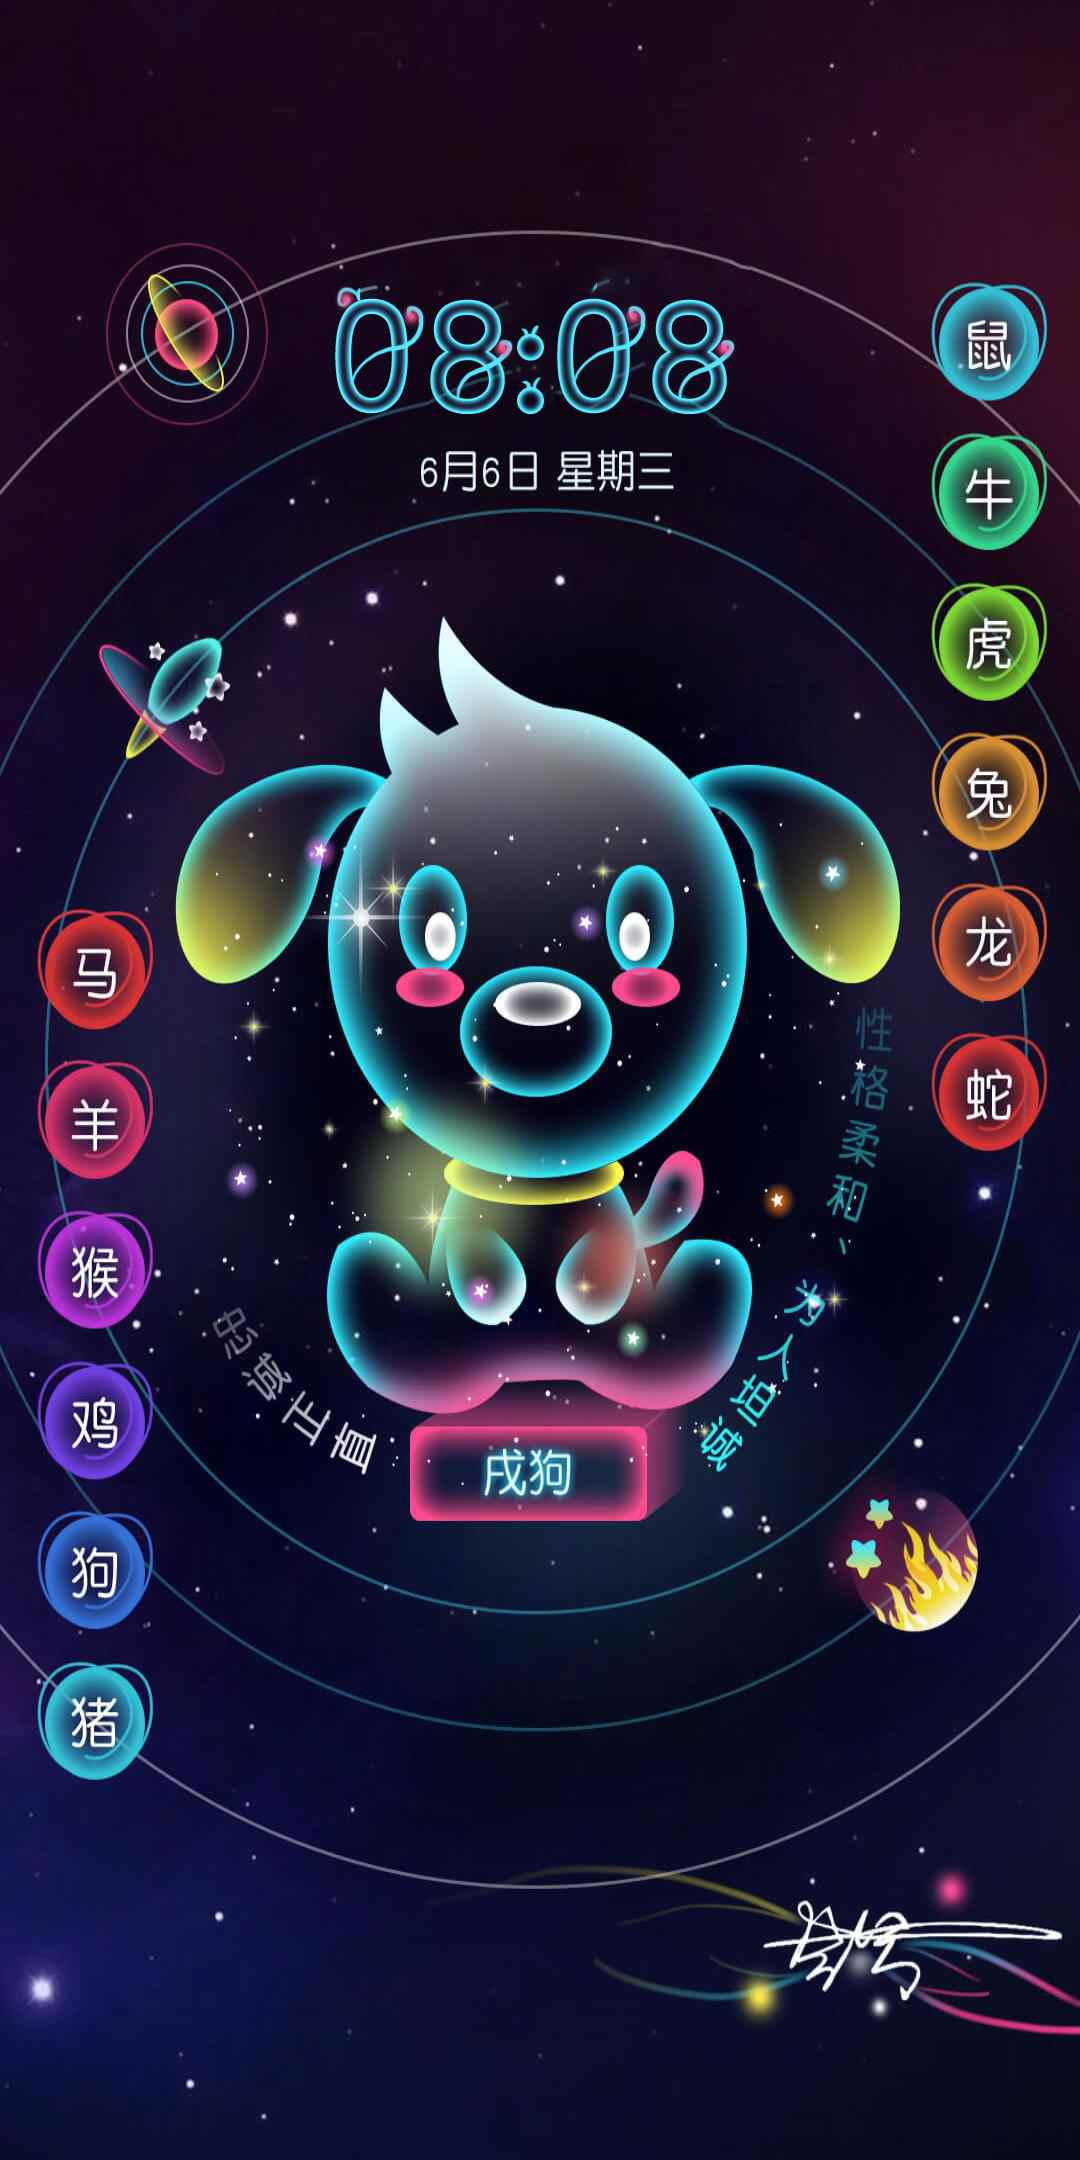 08:08
6月6日 星期三
鼠
牛
虎
兔
龙
蛇
马
羊
猴
鸡
狗
猪
性格柔和、
为人坦诚
忠诚正直
戌狗